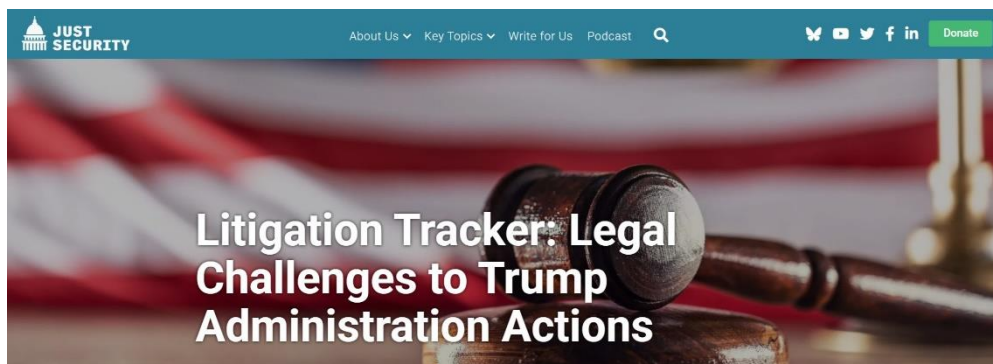 JUST
SECURITY
About Us Key Topics Write for Us Podcast
Donate
Litigation Tracker: Legal
Challenges to Trump
Administration Actions